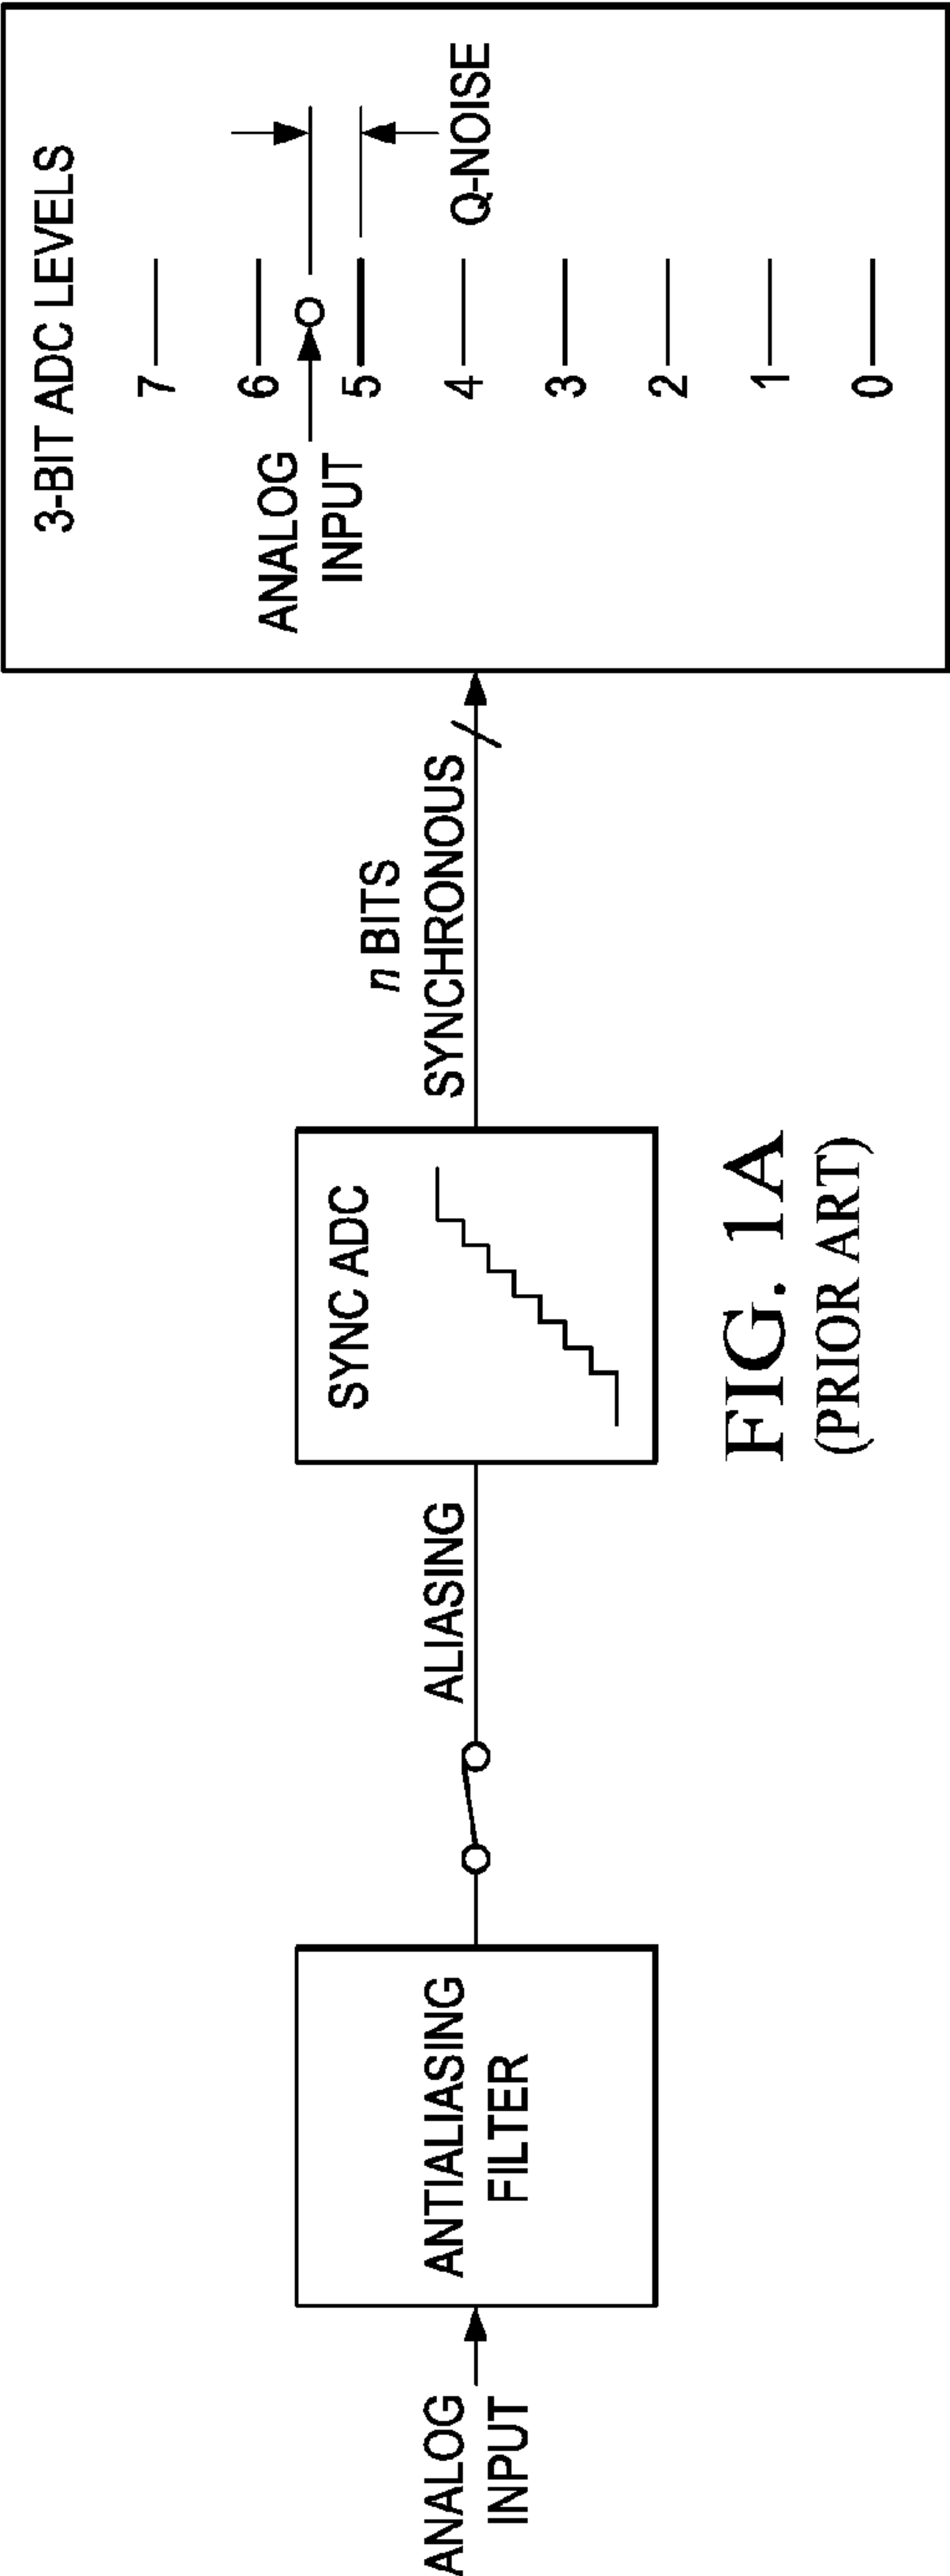 ANALOG
INPUT
ANTIALIASING
FILTER
ALIASING
SYNC ADC
n BITS
SYNCHRONOUS
3-BIT ADC LEVELS
ANALOG
INPUT
7
6
5
4
3
2
1
0
Q-NOISE
FIG. 1A
(PRIOR ART)